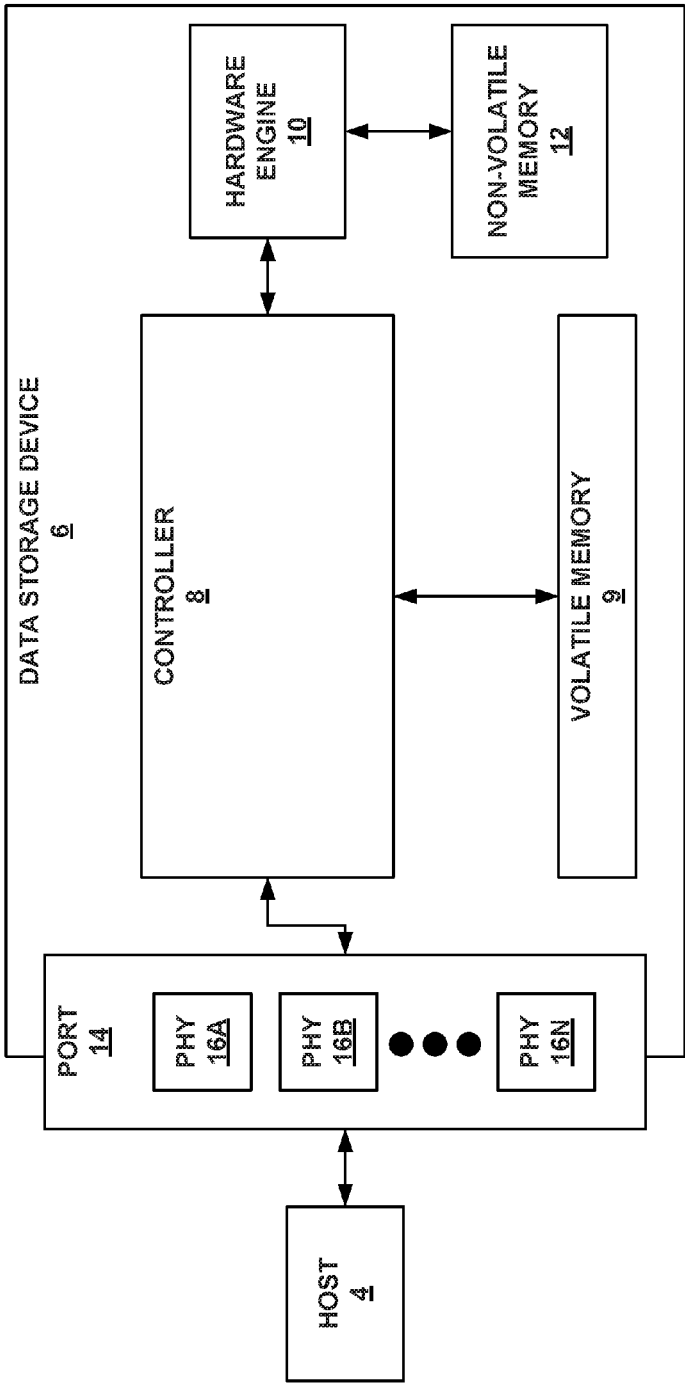 DATA STORAGE DEVICE
6
HOST
4
PORT
14
PHY
16A
PHY
16B
PHY
16N
CONTROLLER
8
HARDWARE
ENGINE
10
VOLATILE MEMORY
9
NON-VOLATILE
MEMORY
12